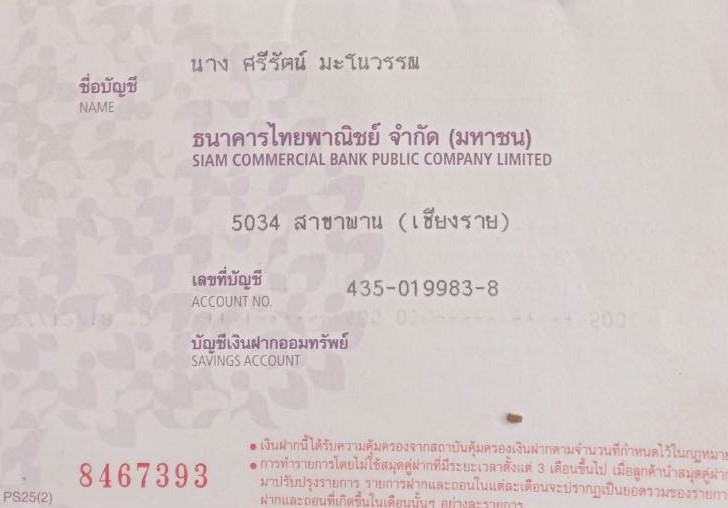 นาง ศรีรัตน์ มะโนวรรณ
ชื่อบัญชี
NAME
ธนาคารไทยพาณิชย์ จำกัด (มหาชน)
SIAM COMMERCIAL BANK PUBLIC COMPANY LIMITED
5034 สาขาพาน (เชียงราย)
เลขที่บัญชี
ACCOUNT NO.
435-019983-8
บัญชีเงินฝากออมทรัพย์
SAVINGS ACCOUNT
• เงินฝากนี้ได้รับความคุ้มครองจากสถาบันคุ้มครองเงินฝากตามจำนวนที่กำหนดไว้ในกฎหมาย
• การทำรายการโดยไม่ใช้สมุดคู่ฝากที่มีระยะเวลาตั้งแต่ 3 เดือนขึ้นไป เมื่อลูกค้านำสมุดคู่ฝาก
มาปรับปรุงรายการ รายการฝากและถอนในแต่ละเดือนจะปรากฏเป็นยอดรวมของรายการ
ฝากและถอนที่เกิดขึ้นในเดือนนั้นๆ อย่างละรายการ
8467393
PS25(2)